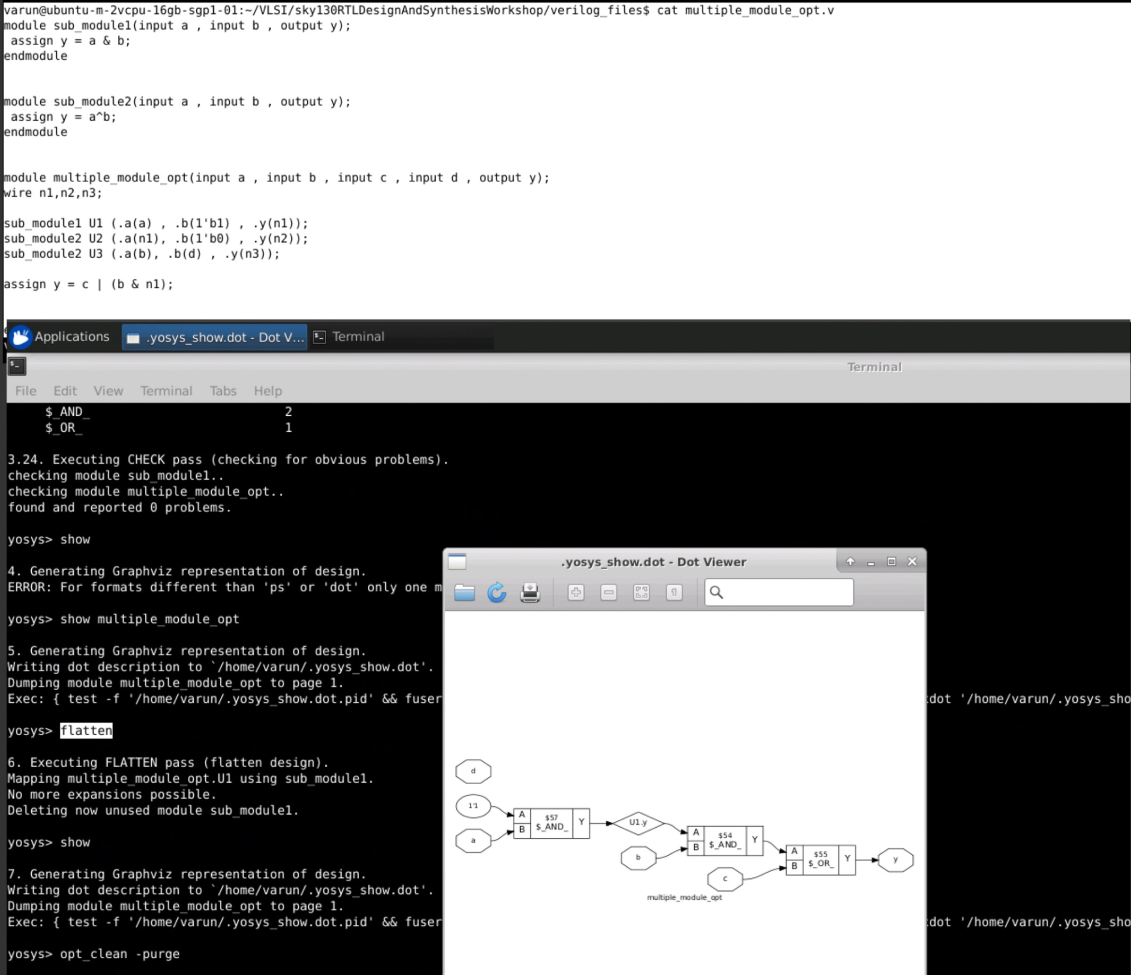 varun@ubuntu-m-2vcpu-16gb-sgp1-01:~/VLSI/sky130RTLDesignAndSynthesisWorkshop/verilog_files$ cat multiple_module_opt.v
module sub_module1(input a , input b , output y);
 assign y = a & b;
endmodule
module sub_module2(input a , input b , output y);
 assign y = a^b;
endmodule
module multiple_module_opt(input a , input b , input c , input d , output y);
wire n1,n2,n3;
sub_module1 U1 (.a(a) , .b(1'b1) , .y(n1));
sub_module2 U2 (.a(n1), .b(1'b0) , .y(n2));
sub_module2 U3 (.a(b), .b(d) , .y(n3));
assign y = c | (b & n1);
Applications .yosys_show.dot - Dot V... Terminal
Terminal
File Edit View Terminal Tabs Help
$_AND_ 2
$_OR_ 1
3.24. Executing CHECK pass (checking for obvious problems).
checking module sub_module1..
checking module multiple_module_opt..
found and reported 0 problems.
yosys> show
4. Generating Graphviz representation of design.
ERROR: For formats different than 'ps' or 'dot' only one m
yosys> show multiple_module_opt
5. Generating Graphviz representation of design.
Writing dot description to `/home/varun/.yosys_show.dot'.
Dumping module multiple_module_opt to page 1.
Exec: { test -f '/home/varun/.yosys_show.dot.pid' && fuser
dot '/home/varun/.yosys_sho
yosys> flatten
6. Executing FLATTEN pass (flatten design).
Mapping multiple_module_opt.U1 using sub_module1.
No more expansions possible.
Deleting now unused module sub_module1.
yosys> show
7. Generating Graphviz representation of design.
Writing dot description to `/home/varun/.yosys_show.dot'.
Dumping module multiple_module_opt to page 1.
Exec: { test -f '/home/varun/.yosys_show.dot.pid' && fuser
dot '/home/varun/.yosys_sho
yosys> opt_clean -purge
.yosys_show.dot - Dot Viewer
d
1'1
a
A
B
$57
$_AND_
Y
U1.y
b
A
B
$54
$_AND_
Y
c
A
B
$55
$_OR_
Y
y
multiple_module_opt